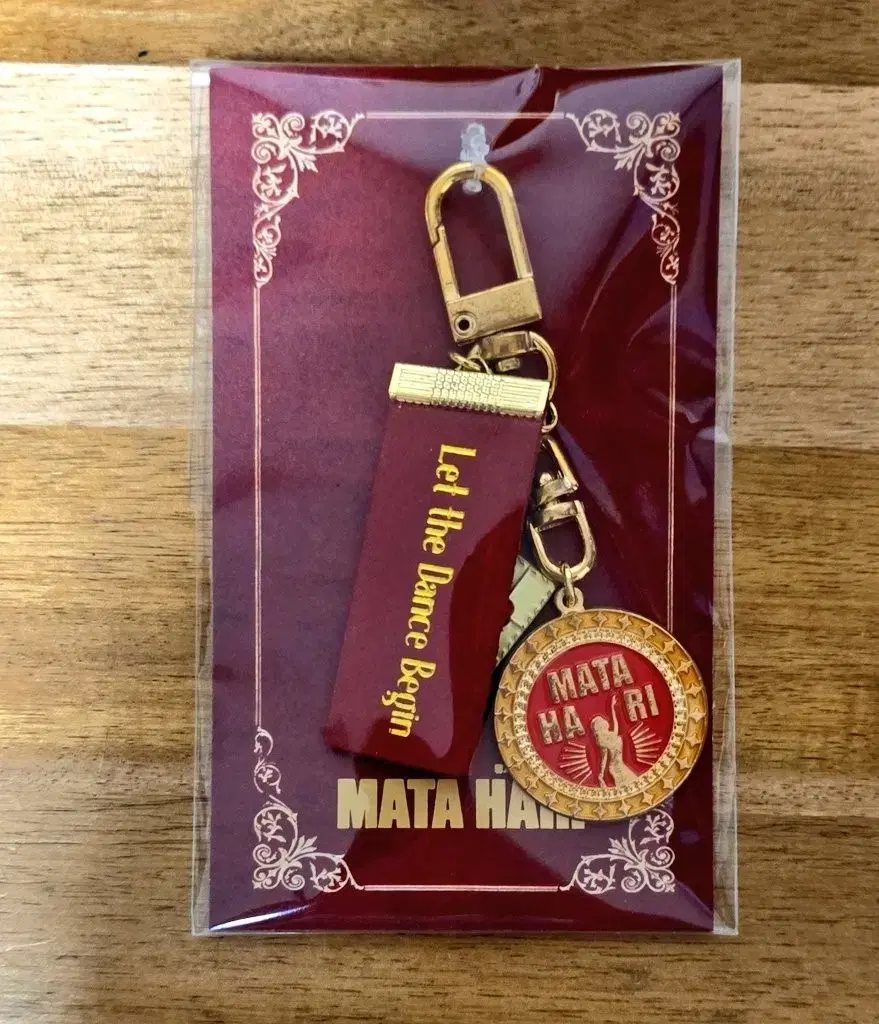 Let the Dance Begin
MATA
HA RI
MATA HARI